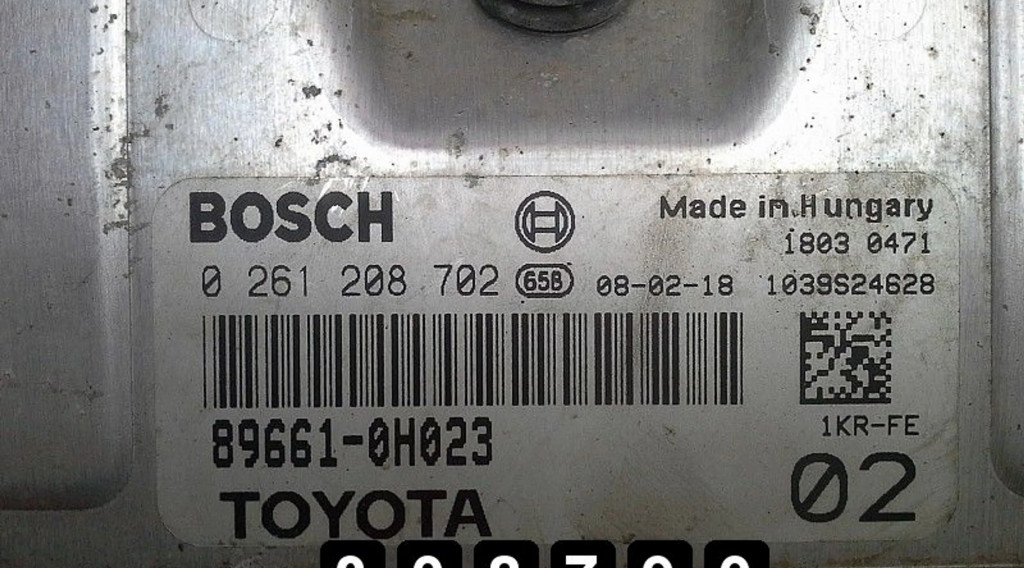 BOSCH
Made in Hungary
1803 0471
0 261 208 702 65B 08-02-18 1039S24628
1KR-FE
89661-0H023
02
TOYOTA